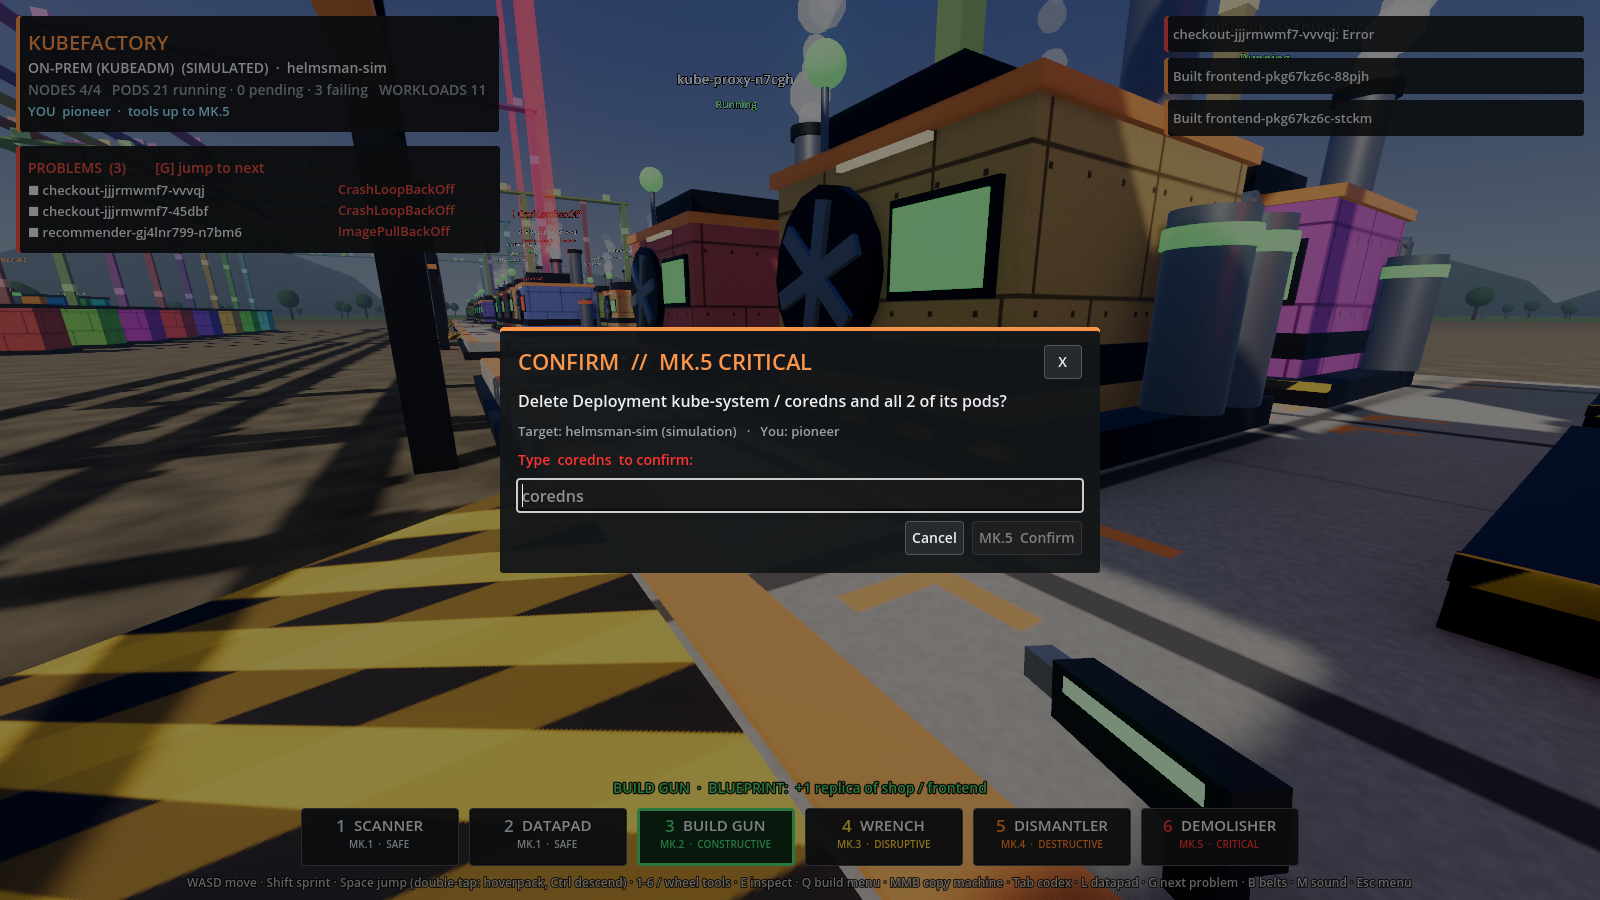 KUBEFACTORY
ON-PREM (KUBEADM) (SIMULATED) · helmsman-sim
NODES 4/4 PODS 21 running · 0 pending · 3 failing WORKLOADS 11
YOU pioneer · tools up to MK.5
PROBLEMS (3) [G] jump to next
checkout-jjjrmwmf7-vvvqj CrashLoopBackOff
checkout-jjjrmwmf7-45dbf CrashLoopBackOff
recommender-gj4lnr799-n7bm6 ImagePullBackOff
kube-proxy-n7cgh
Running
checkout-jjjrmwmf7-vvvqj: Error
Running
Built frontend-pkg67kz6c-88pjh
Built frontend-pkg67kz6c-stckm
CONFIRM // MK.5 CRITICAL
X
Delete Deployment kube-system / coredns and all 2 of its pods?
Target: helmsman-sim (simulation) · You: pioneer
Type coredns to confirm:
coredns
Cancel
MK.5 Confirm
BUILD GUN · BLUEPRINT: +1 replica of shop / frontend
1 SCANNER
MK.1 · SAFE
2 DATAPAD
MK.1 · SAFE
3 BUILD GUN
MK.2 · CONSTRUCTIVE
4 WRENCH
MK.3 · DISRUPTIVE
5 DISMANTLER
MK.4 · DESTRUCTIVE
6 DEMOLISHER
MK.5 · CRITICAL
WASD move · Shift sprint · Space jump (double-tap: hoverpack, Ctrl descend) · 1-6 / wheel tools · E inspect · Q build menu · MMB copy machine · Tab codex · L datapad · G next problem · B belts · M sound · Esc menu